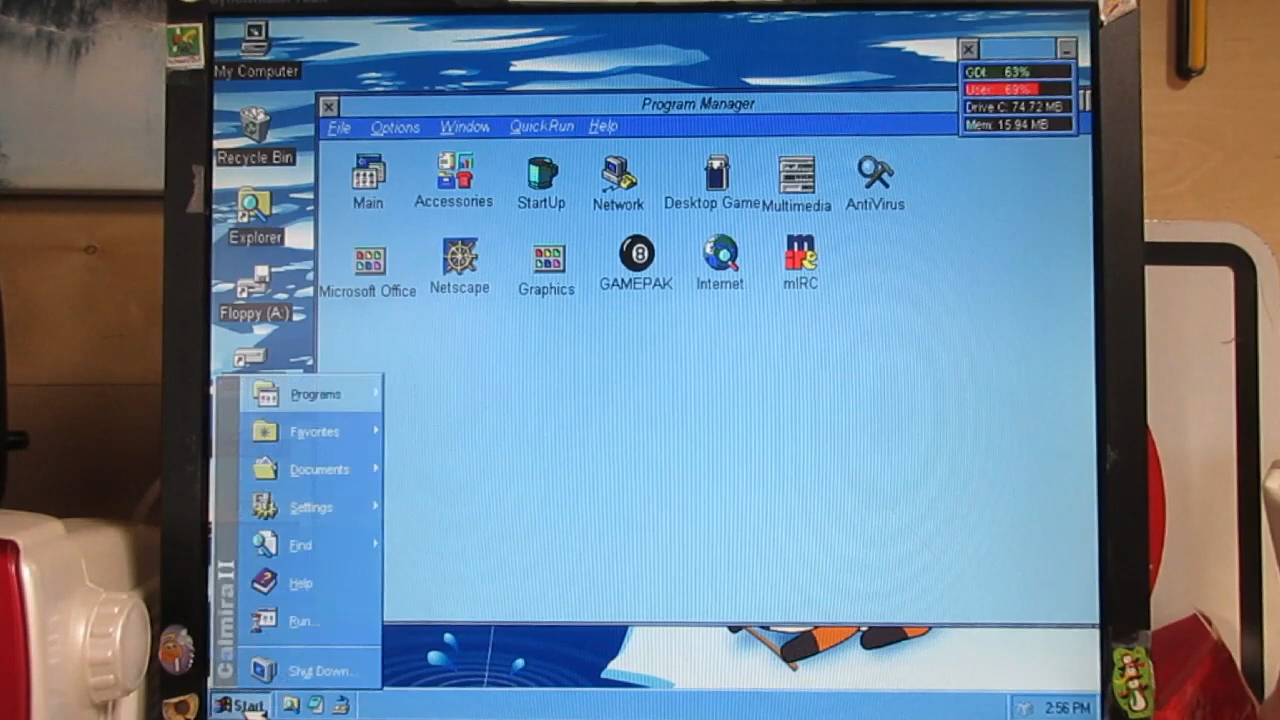 My Computer
Recycle Bin
Explorer
Floppy (A:)
Program Manager
File Options Window QuickRun Help
GDI: 63%
User: 69%
Drive C: 74.72 MB
Mem: 15.94 MB
Main Accessories StartUp Network Desktop Game Multimedia AntiVirus
Microsoft Office Netscape Graphics GAMEPAK Internet mIRC
8
mIRC
Programs
Favorites
Documents
Settings
Find
Help
Run...
Shut Down...
Calmira II
Start
2:56 PM